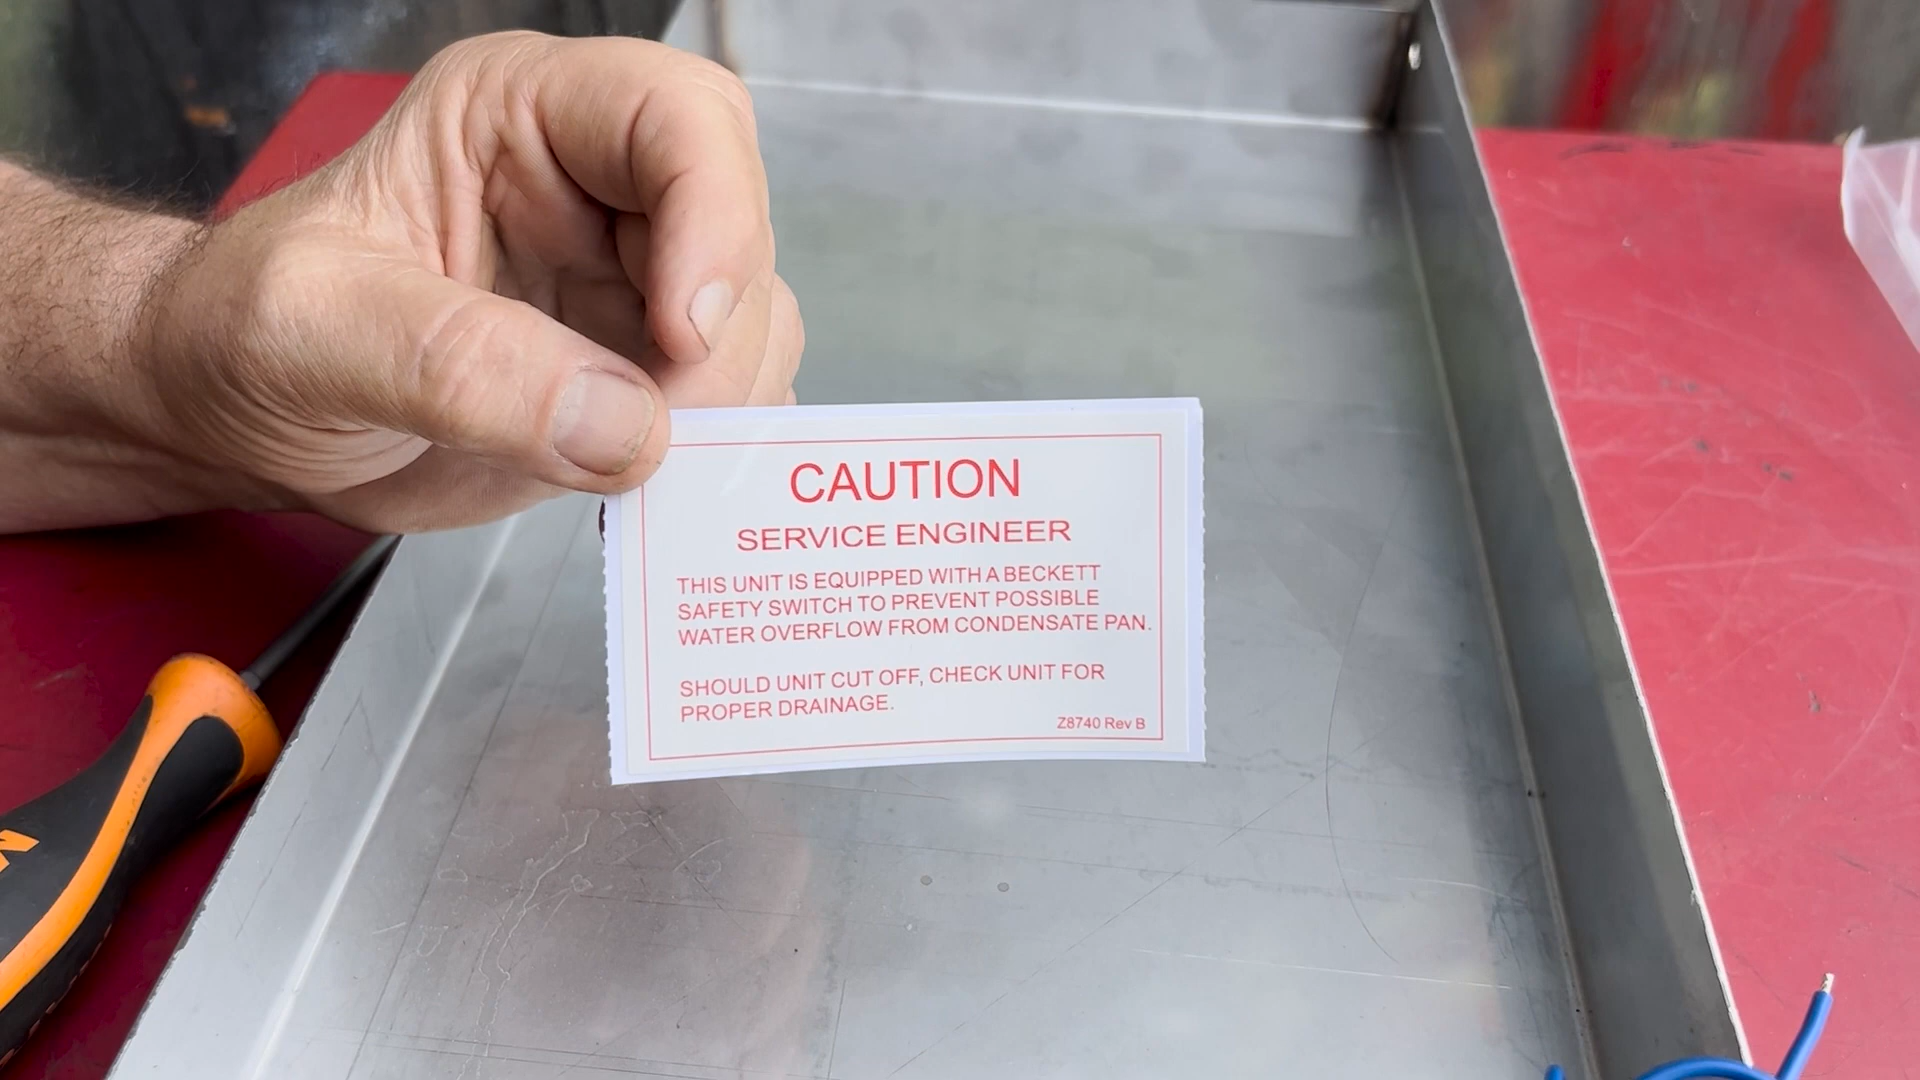 CAUTION
SERVICE ENGINEER
THIS UNIT IS EQUIPPED WITH A BECKETT
SAFETY SWITCH TO PREVENT POSSIBLE
WATER OVERFLOW FROM CONDENSATE PAN.
SHOULD UNIT CUT OFF, CHECK UNIT FOR
PROPER DRAINAGE.
Z8740 Rev B